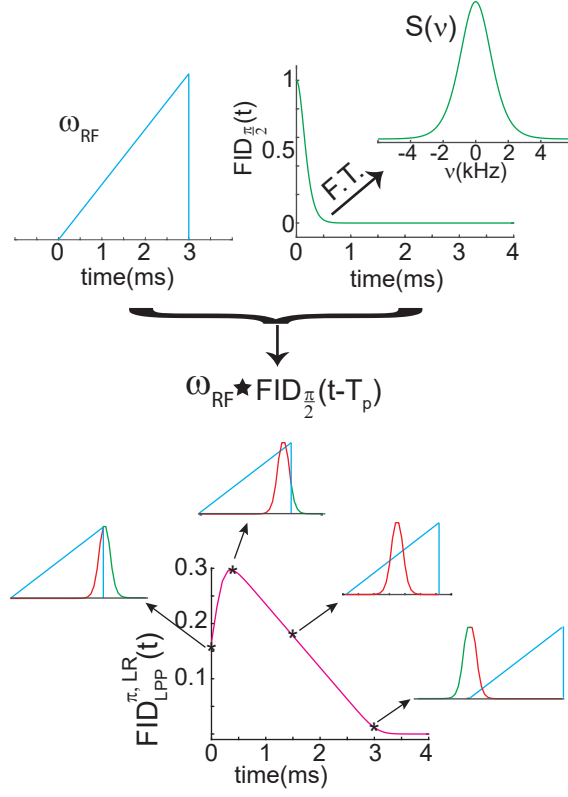 S(ν)
-4 -2 0 2 4
ν(kHz)
ω_RF
0 1 2 3
time(ms)
FID_π/2(t)
1
0.5
0
F.T.
0 1 2 3 4
time(ms)
ω_RF ★ FID_π/2(t-T_p)
FID_LPP^π, LR(t)
0.3
0.2
0.1
0 1 2 3 4
time(ms)